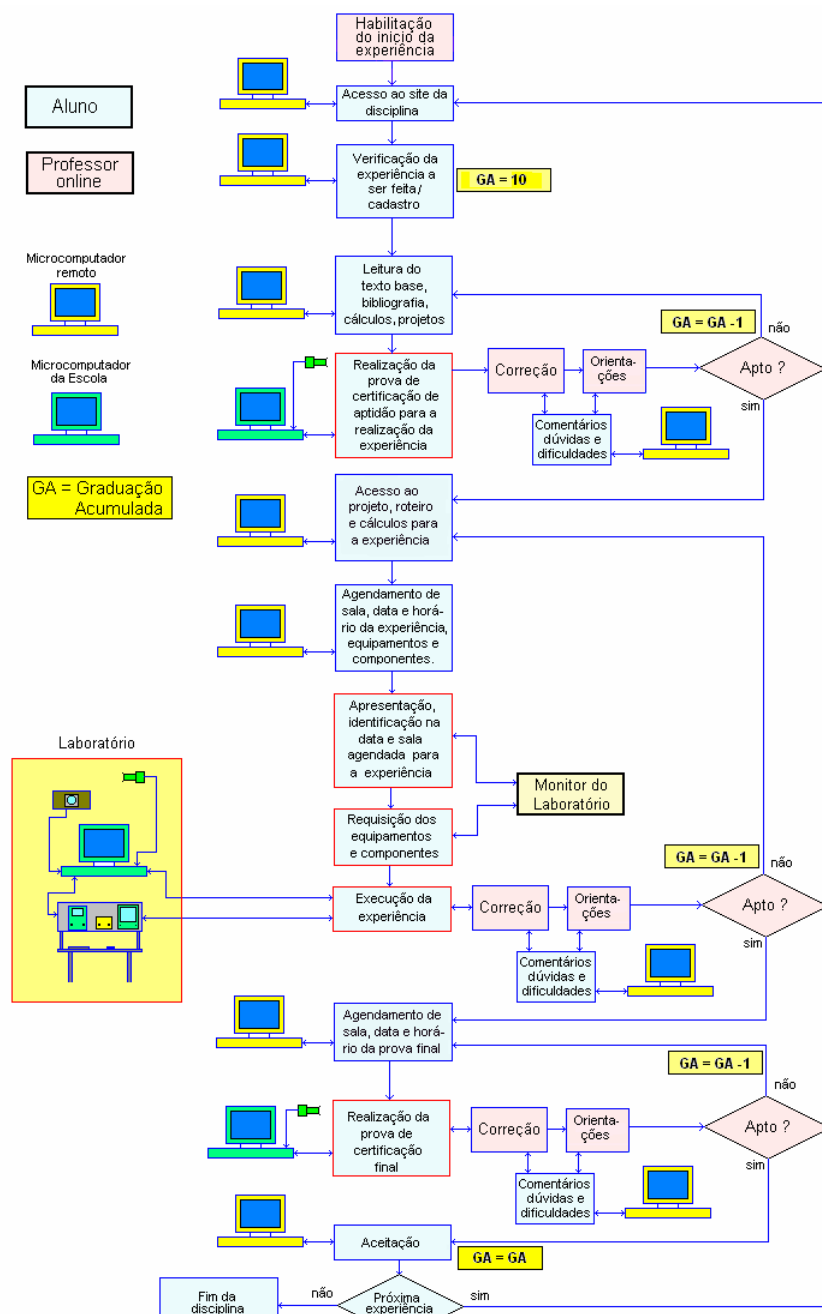 Habilitação
do inicio da
experiência
Acesso ao site da
disciplina
Aluno
Professor
online
Verificação da
experiência a
ser feita/
cadastro
GA = 10
Microcomputador
remoto
Leitura do
texto base,
bibliografia,
cálculos, projetos
GA = GA -1
não
Microcomputador
da Escola
Realização da
prova de
certificação de
aptidão para a
realização da
experiência
Correção
Orienta-
ções
Apto ?
sim
Comentários
dúvidas e
dificuldades
GA = Graduação
Acumulada
Acesso ao
projeto, roteiro
e cálculos para
a experiência
Agendamento de
sala, data e horá-
rio da experiência,
equipamentos e
componentes.
Apresentação,
identificação na
data e sala
agendada para
a experiência
Laboratório
Monitor do
Laboratório
Requisição dos
equipamentos
e componentes
GA = GA -1
não
Execução da
experiência
Correção
Orienta-
ções
Apto ?
sim
Comentários
dúvidas e
dificuldades
Agendamento de
sala, data e horá-
rio da prova final
GA = GA -1
não
Realização da
prova de
certificação
final
Correção
Orienta-
ções
Apto ?
sim
Comentários
dúvidas e
dificuldades
Aceitação
GA = GA
não
Próxima
experiência
sim
Fim da
disciplina